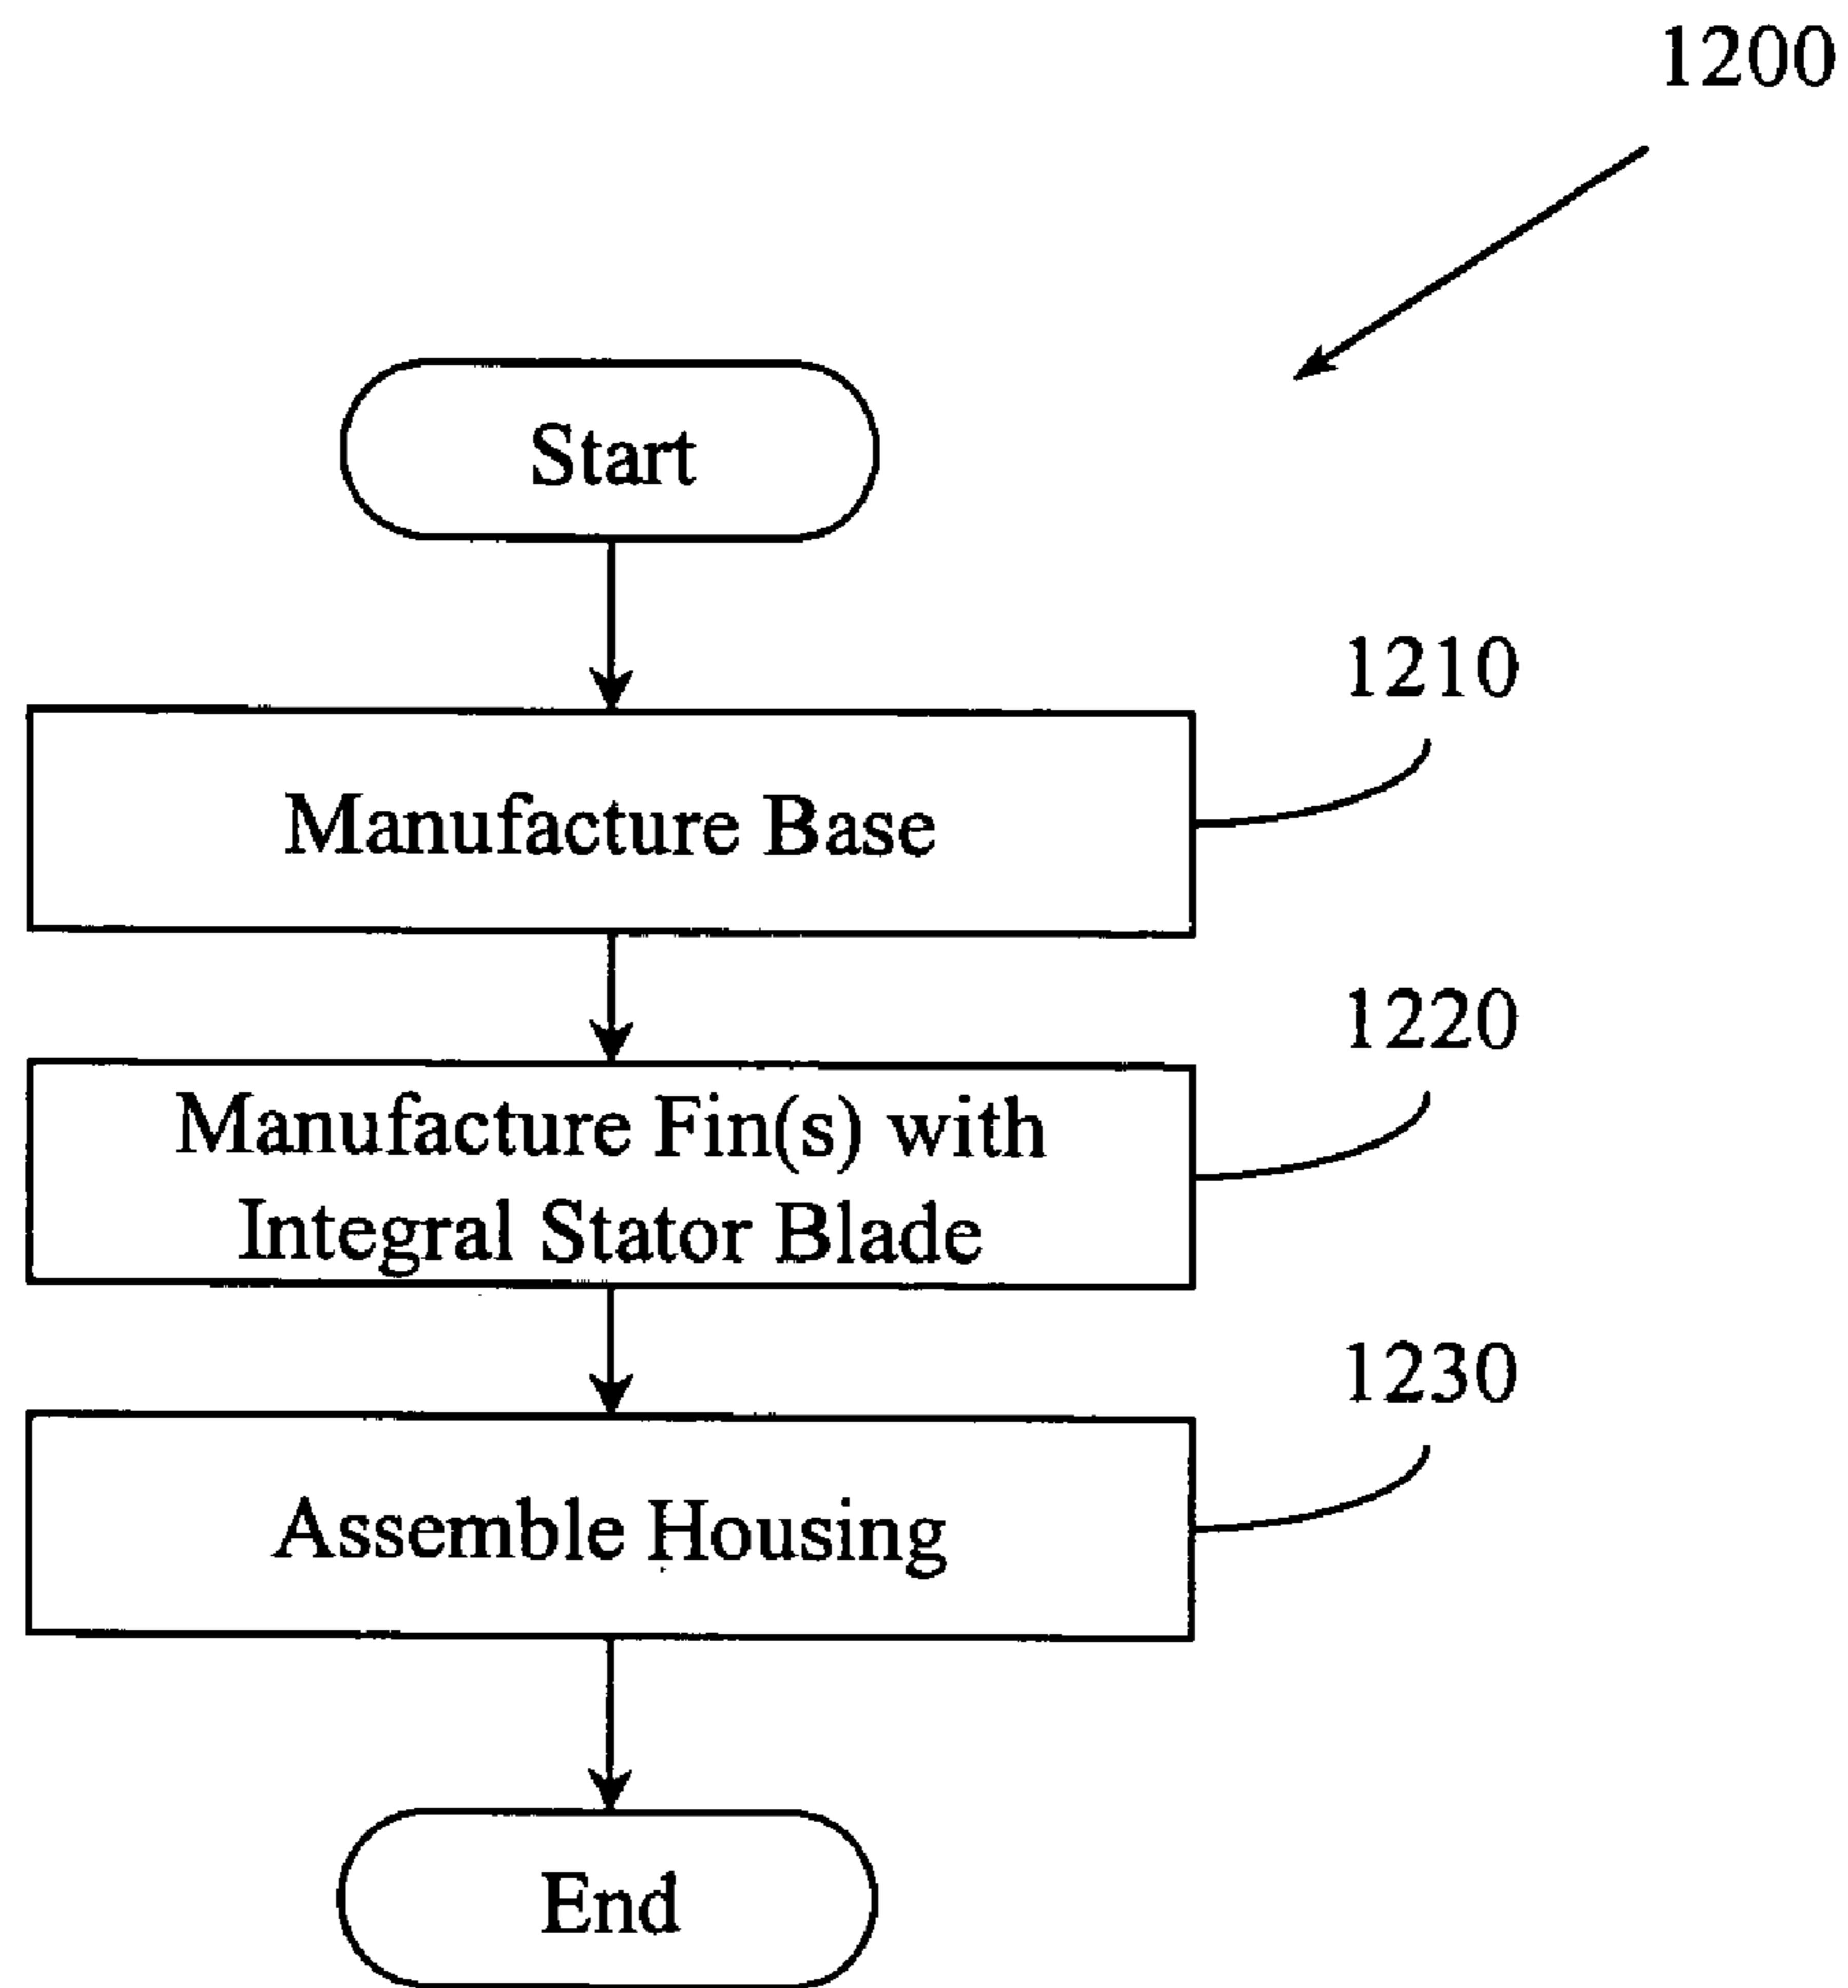 1200
Start
1210
Manufacture Base
1220
Manufacture Fin(s) with
Integral Stator Blade
1230
Assemble Housing
End